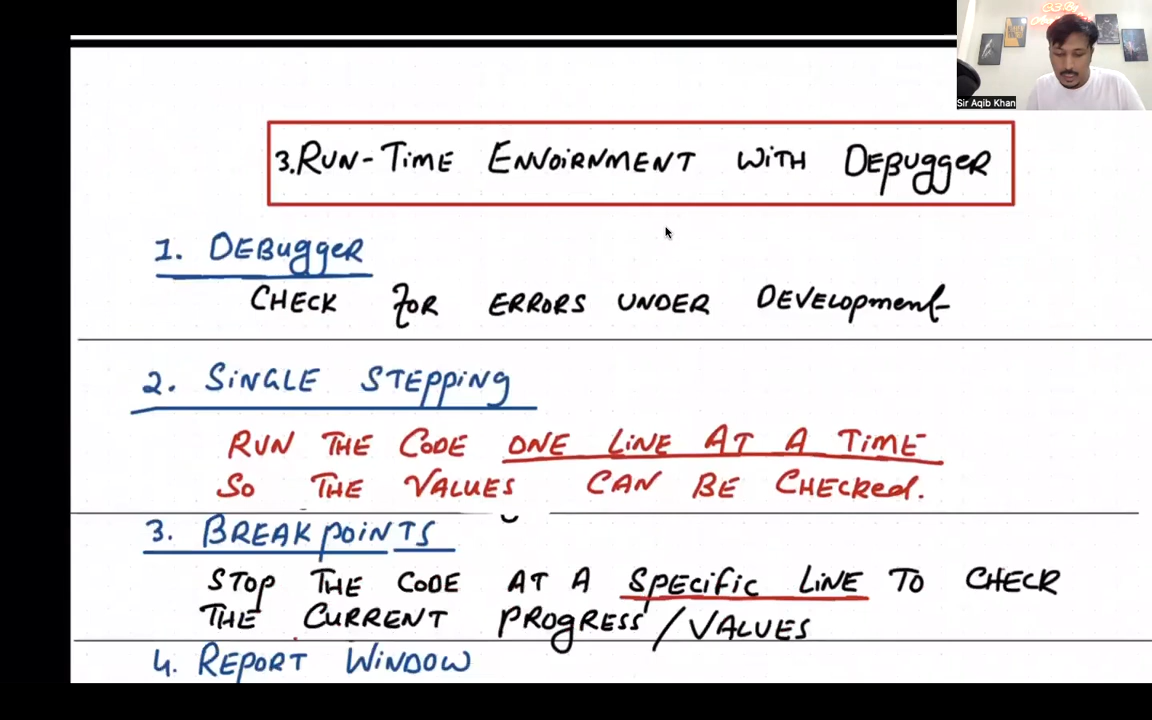 Sir Aqib Khan
3. RUN-TIME ENVOIRNMENT WITH DEBUGGER
1. DEBUGGER
CHECK FOR ERRORS UNDER DEVELOPMENT
2. SINGLE STEPPING
RUN THE CODE ONE LINE AT A TIME
SO THE VALUES CAN BE CHECKED.
3. BREAKPOINTS
STOP THE CODE AT A SPECIFIC LINE TO CHECK
THE CURRENT PROGRESS / VALUES
4. REPORT WINDOW